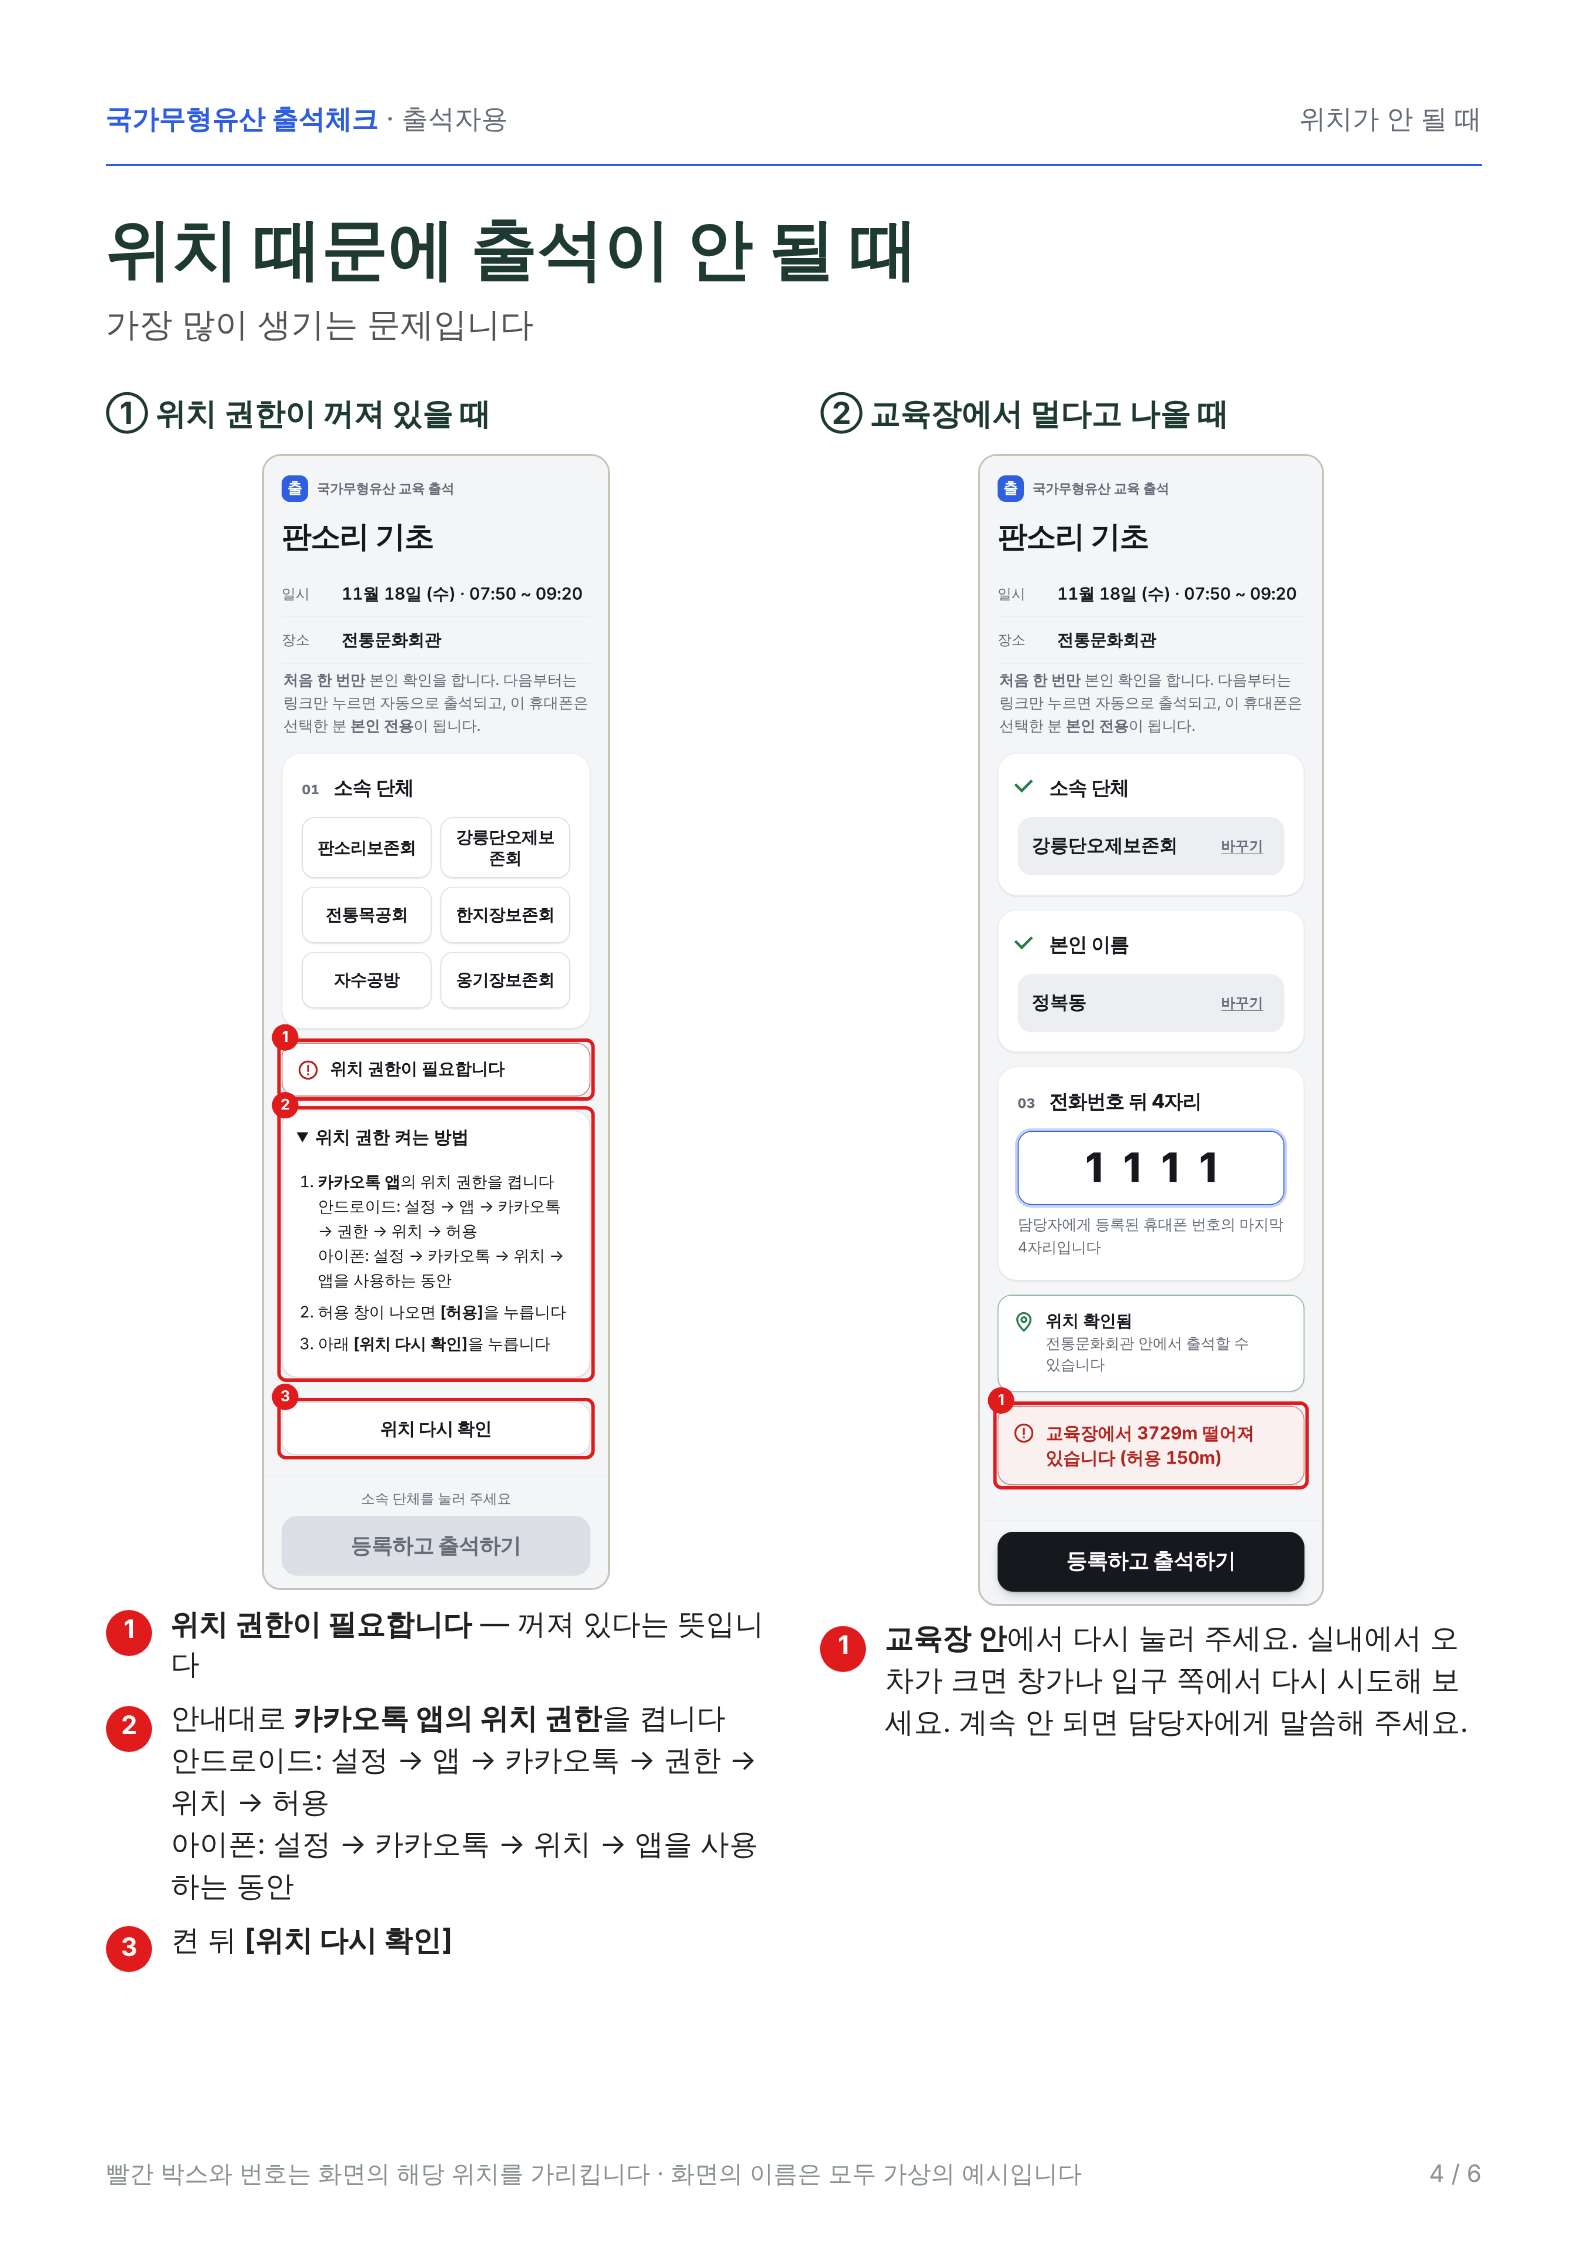 국가무형유산 출석체크 · 출석자용
위치가 안 될 때
위치 때문에 출석이 안 될 때
가장 많이 생기는 문제입니다
① 위치 권한이 꺼져 있을 때
출 국가무형유산 교육 출석
판소리 기초
일시 11월 18일 (수) · 07:50 ~ 09:20
장소 전통문화회관
처음 한 번만 본인 확인을 합니다. 다음부터는
링크만 누르면 자동으로 출석되고, 이 휴대폰은
선택한 분 본인 전용이 됩니다.
01 소속 단체
판소리보존회
강릉단오제보
존회
전통목공회
한지장보존회
자수공방
옹기장보존회
1
위치 권한이 필요합니다
2
▼ 위치 권한 켜는 방법
1. 카카오톡 앱의 위치 권한을 켭니다
안드로이드: 설정 → 앱 → 카카오톡
→ 권한 → 위치 → 허용
아이폰: 설정 → 카카오톡 → 위치 →
앱을 사용하는 동안
2. 허용 창이 나오면 [허용]을 누릅니다
3. 아래 [위치 다시 확인]을 누릅니다
3
위치 다시 확인
소속 단체를 눌러 주세요
등록하고 출석하기
1 위치 권한이 필요합니다 — 꺼져 있다는 뜻입니
다
2 안내대로 카카오톡 앱의 위치 권한을 켭니다
안드로이드: 설정 → 앱 → 카카오톡 → 권한 →
위치 → 허용
아이폰: 설정 → 카카오톡 → 위치 → 앱을 사용
하는 동안
3 켠 뒤 [위치 다시 확인]
② 교육장에서 멀다고 나올 때
출 국가무형유산 교육 출석
판소리 기초
일시 11월 18일 (수) · 07:50 ~ 09:20
장소 전통문화회관
처음 한 번만 본인 확인을 합니다. 다음부터는
링크만 누르면 자동으로 출석되고, 이 휴대폰은
선택한 분 본인 전용이 됩니다.
소속 단체
강릉단오제보존회 바꾸기
본인 이름
정복동 바꾸기
03 전화번호 뒤 4자리
1111
담당자에게 등록된 휴대폰 번호의 마지막
4자리입니다
위치 확인됨
전통문화회관 안에서 출석할 수
있습니다
1
교육장에서 3729m 떨어져
있습니다 (허용 150m)
등록하고 출석하기
1 교육장 안에서 다시 눌러 주세요. 실내에서 오
차가 크면 창가나 입구 쪽에서 다시 시도해 보
세요. 계속 안 되면 담당자에게 말씀해 주세요.
빨간 박스와 번호는 화면의 해당 위치를 가리킵니다 · 화면의 이름은 모두 가상의 예시입니다
4 / 6